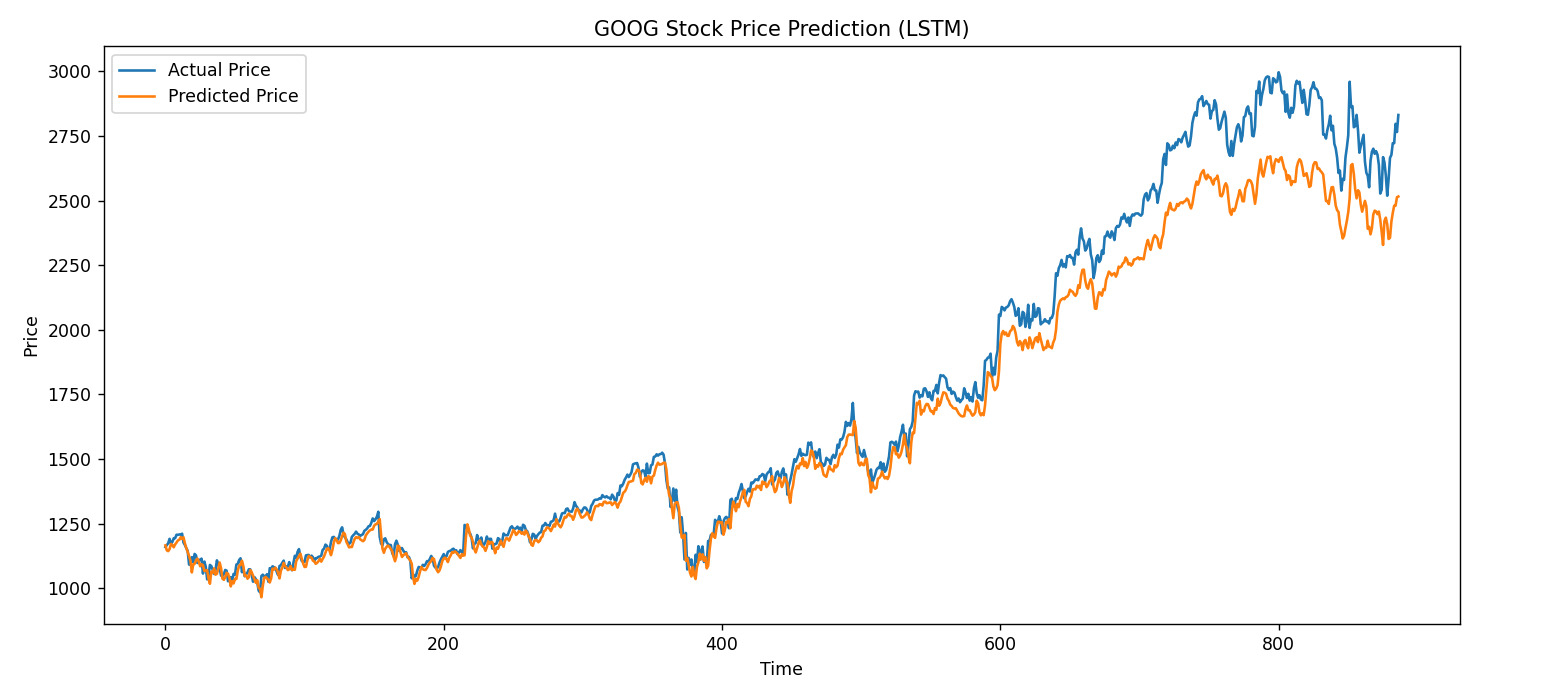 GOOG Stock Price Prediction (LSTM)
Actual Price
Predicted Price
3000
2750
2500
2250
2000
1750
1500
1250
1000
Price
0 200 400 600 800
Time